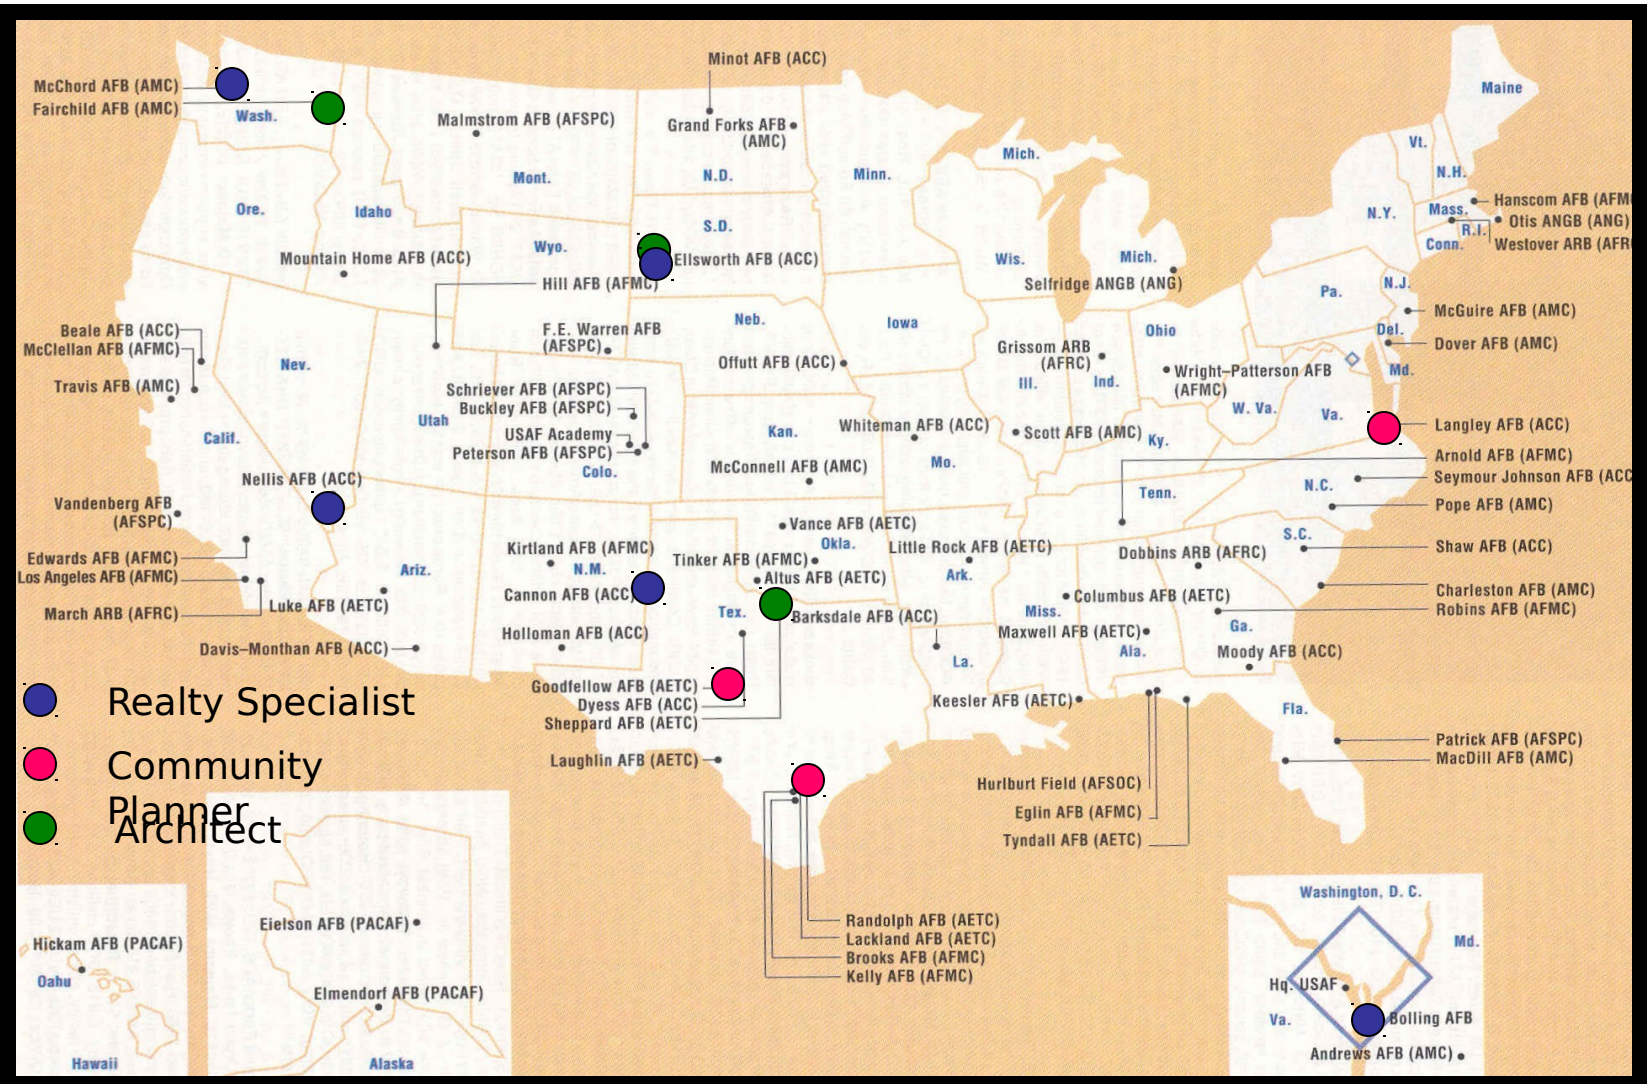 Minot AFB (ACC)
McChord AFB (AMC)
Fairchild AFB (AMC)
Wash.
Malmstrom AFB (AFSPC)
Grand Forks AFB
(AMC)
Maine
Mont.
N.D.
Minn.
Mich.
Vt.
N.H.
Ore.
Idaho
Wyo.
S.D.
N.Y.
Mass.
R.I.
Conn.
Hanscom AFB (AFM
Otis ANGB (ANG)
Westover ARB (AFR
Mountain Home AFB (ACC)
Ellsworth AFB (ACC)
Hill AFB (AFMC)
Wis.
Mich.
Selfridge ANGB (ANG)
Pa.
N.J.
McGuire AFB (AMC)
Beale AFB (ACC)
McClellan AFB (AFMC)
Travis AFB (AMC)
Nev.
F.E. Warren AFB
(AFSPC)
Neb.
Iowa
Offutt AFB (ACC)
Grissom ARB
(AFRC)
Ill.
Ind.
Ohio
Wright–Patterson AFB
(AFMC)
Del.
Dover AFB (AMC)
Md.
Schriever AFB (AFSPC)
Buckley AFB (AFSPC)
USAF Academy
Peterson AFB (AFSPC)
Colo.
Utah
Calif.
Kan.
Whiteman AFB (ACC)
Mo.
Scott AFB (AMC)
Ky.
W. Va.
Va.
Langley AFB (ACC)
Arnold AFB (AFMC)
Seymour Johnson AFB (ACC
Pope AFB (AMC)
Nellis AFB (ACC)
McConnell AFB (AMC)
Tenn.
N.C.
Vandenberg AFB
(AFSPC)
Edwards AFB (AFMC)
Los Angeles AFB (AFMC)
March ARB (AFRC)
Luke AFB (AETC)
Ariz.
Davis–Monthan AFB (ACC)
Kirtland AFB (AFMC)
N.M.
Cannon AFB (ACC)
Holloman AFB (ACC)
Vance AFB (AETC)
Okla.
Tinker AFB (AFMC)
Altus AFB (AETC)
Tex.
Little Rock AFB (AETC)
Ark.
Barksdale AFB (ACC)
La.
Miss.
Columbus AFB (AETC)
Maxwell AFB (AETC)
Ala.
Dobbins ARB (AFRC)
S.C.
Shaw AFB (ACC)
Charleston AFB (AMC)
Robins AFB (AFMC)
Ga.
Moody AFB (ACC)
Goodfellow AFB (AETC)
Dyess AFB (ACC)
Sheppard AFB (AETC)
Laughlin AFB (AETC)
Keesler AFB (AETC)
Fla.
Patrick AFB (AFSPC)
MacDill AFB (AMC)
Hurlburt Field (AFSOC)
Eglin AFB (AFMC)
Tyndall AFB (AETC)
Realty Specialist
Community
Planner
Architect
Randolph AFB (AETC)
Lackland AFB (AETC)
Brooks AFB (AFMC)
Kelly AFB (AFMC)
Hickam AFB (PACAF)
Oahu
Hawaii
Eielson AFB (PACAF)
Elmendorf AFB (PACAF)
Alaska
Washington, D. C.
Md.
Hq. USAF
Va.
Bolling AFB
Andrews AFB (AMC)